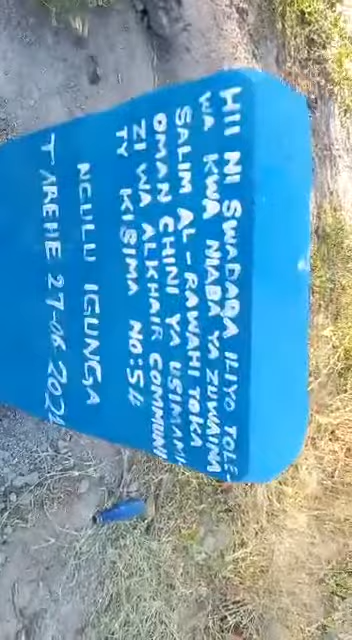 HII NI SWADAQA ILIYO TOLE-
WA KWA NIABA YA ZUWAINA
SALIM AL-RAWAHI TOKA
OMAN CHINI YA USIMAMI
ZI WA ALKHAIR COMMUNI
TY KISIMA NO:54
NGULU IGUNGA
TAREHE 27-06-2024